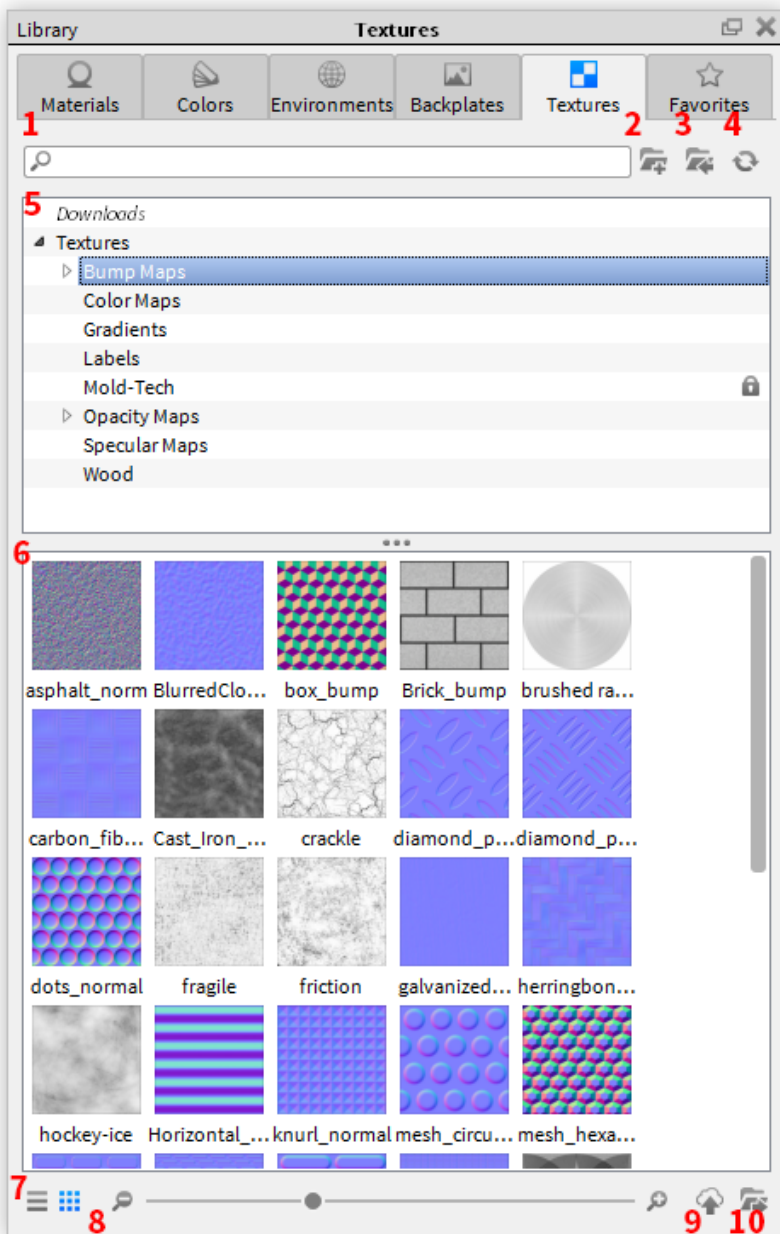 Library
Textures
Materials
Colors
Environments
Backplates
Textures
Favorites
1
2
3
4
5
Downloads
Textures
Bump Maps
Color Maps
Gradients
Labels
Mold-Tech
Opacity Maps
Specular Maps
Wood
6
asphalt_norm BlurredClo... box_bump Brick_bump brushed ra...
carbon_fib... Cast_Iron_... crackle diamond_p... diamond_p...
dots_normal fragile friction galvanized... herringbon...
hockey-ice Horizontal_... knurl_normal mesh_circu... mesh_hexa...
7
8
9
10